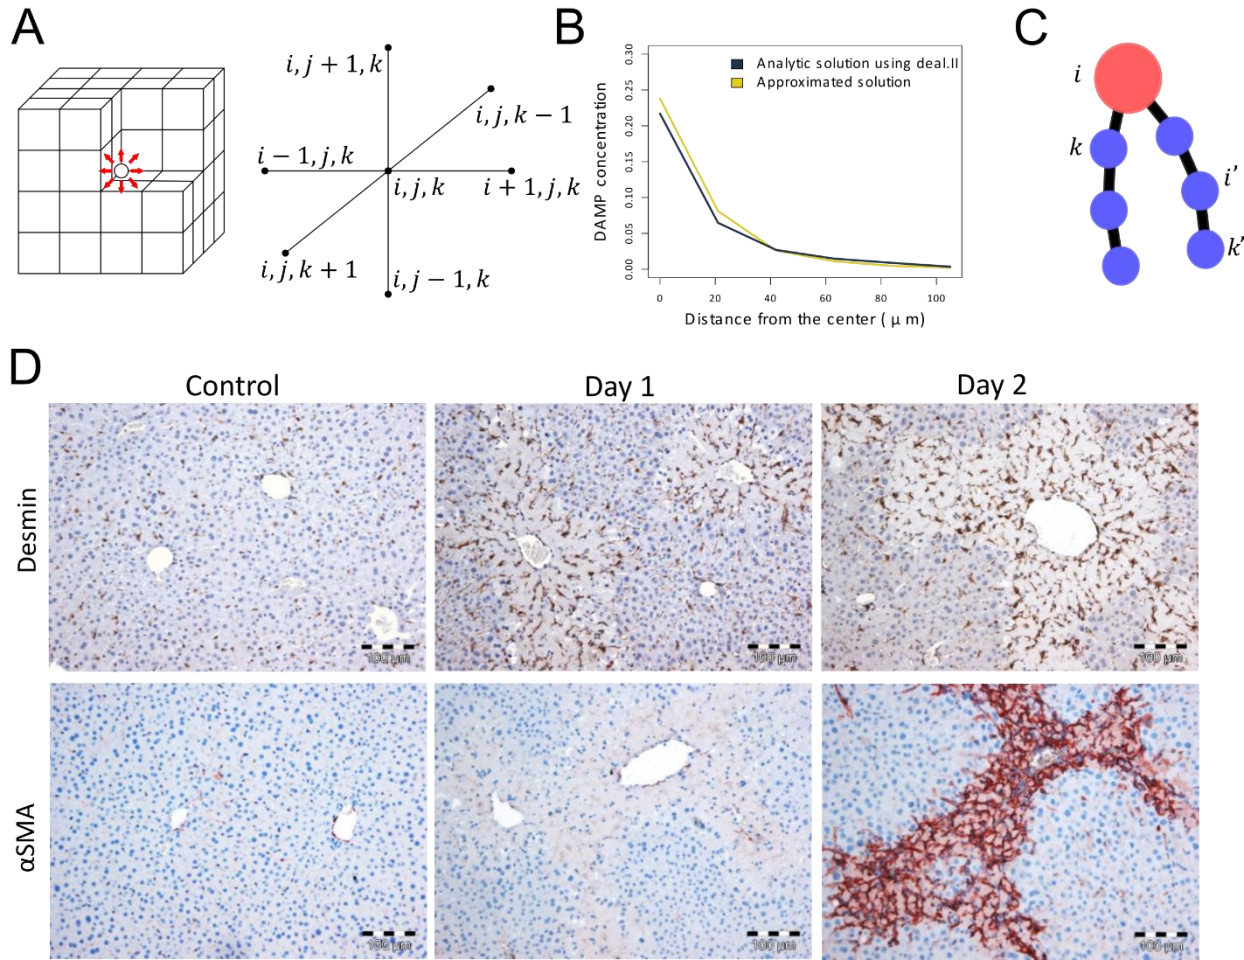 A
i, j + 1, k
i, j, k − 1
i − 1, j, k
i, j, k
i + 1, j, k
i, j, k + 1
i, j − 1, k
B
DAMP concentration
0.30
0.25
0.20
0.15
0.10
0.05
0.00
Analytic solution using deal.II
Approximated solution
0 20 40 60 80 100
Distance from the center ( μ m)
C
i
k
i’
k’
D
Control Day 1 Day 2
Desmin
100 µm
100 µm
100 µm
αSMA
100 µm
100 µm
100 µm